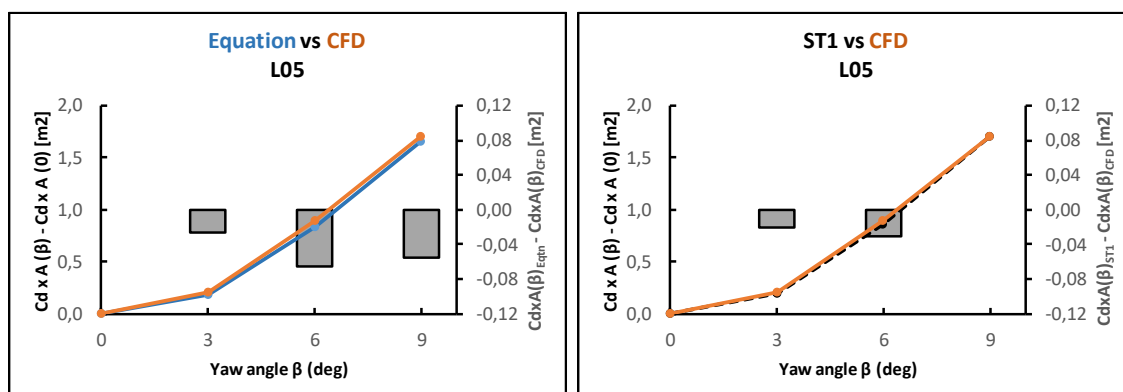 Equation vs CFD
L05
Cd x A (β) - Cd x A (0) [m2]
2,0
1,5
1,0
0,5
0,0
0,12
0,08
0,04
0,00
-0,04
-0,08
-0,12
CdxA(β)Eqtn - CdxA(β)CFD [m2]
0 3 6 9
Yaw angle β (deg)
ST1 vs CFD
L05
Cd x A (β) - Cd x A (0) [m2]
2,0
1,5
1,0
0,5
0,0
0,12
0,08
0,04
0,00
-0,04
-0,08
-0,12
CdxA(β)ST1 - CdxA(β)CFD [m2]
0 3 6 9
Yaw angle β (deg)